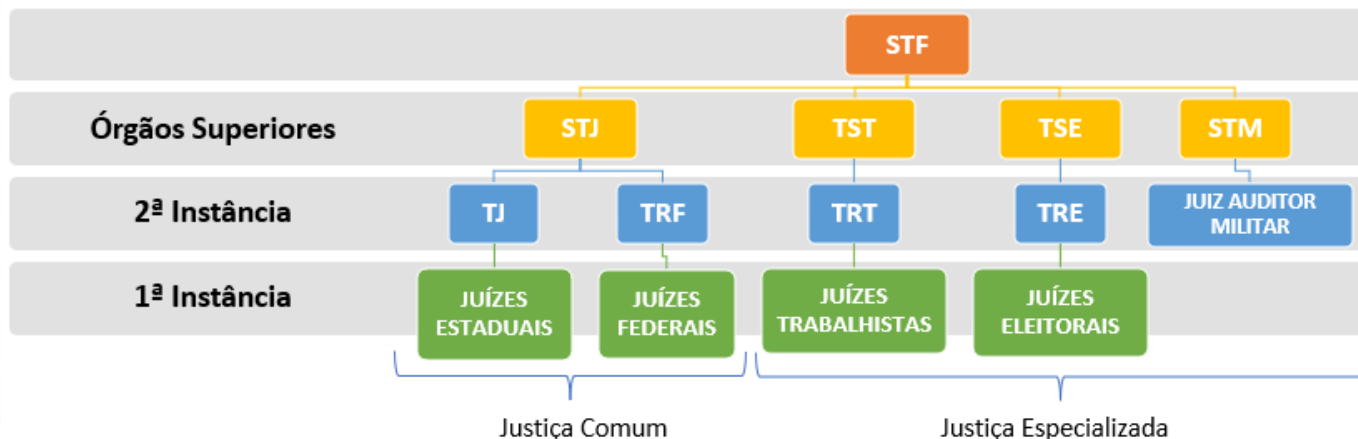 STF
Órgãos Superiores
STJ
TST
TSE
STM
2ª Instância
TJ
TRF
TRT
TRE
JUIZ AUDITOR
MILITAR
1ª Instância
JUÍZES
ESTADUAIS
JUÍZES
FEDERAIS
JUÍZES
TRABALHISTAS
JUÍZES
ELEITORAIS
Justiça Comum
Justiça Especializada